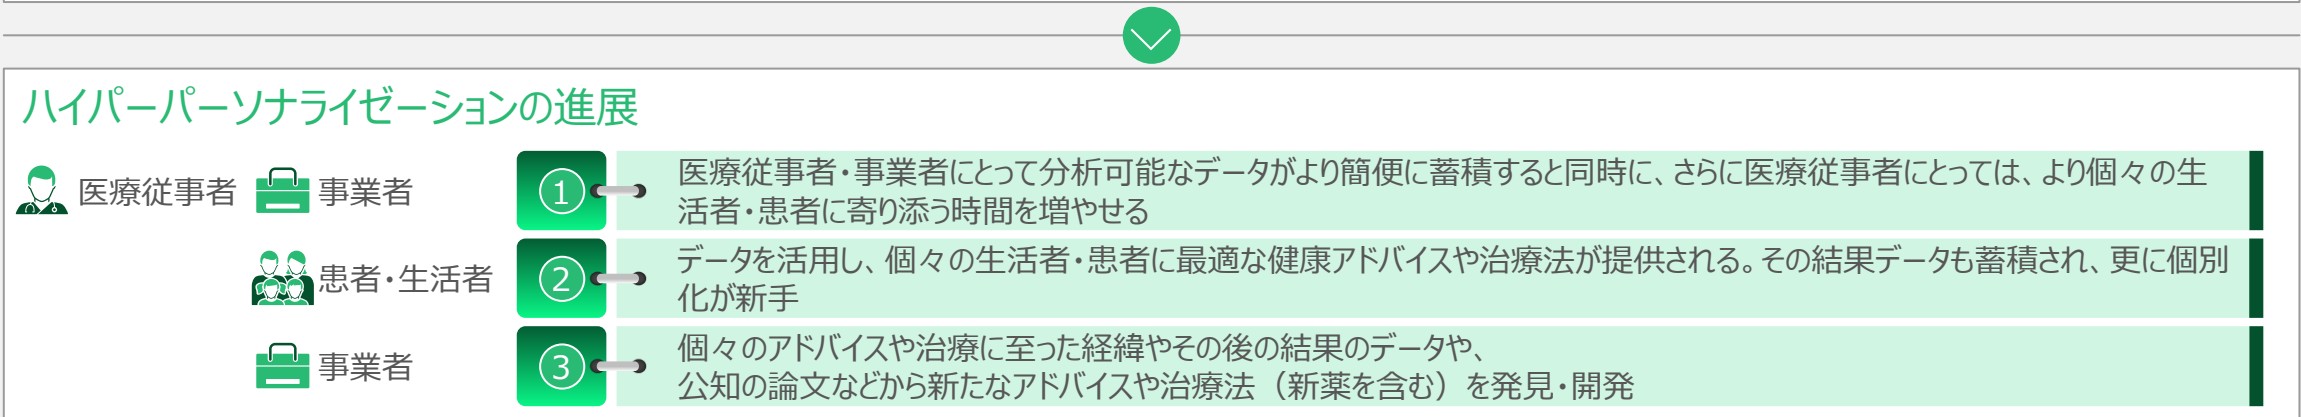 ハイパーパーソナライゼーションの進展
医療従事者 事業者
①
医療従事者・事業者にとって分析可能なデータがより簡便に蓄積すると同時に、さらに医療従事者にとっては、より個々の生
活者・患者に寄り添う時間を増やせる
患者・生活者
②
データを活用し、個々の生活者・患者に最適な健康アドバイスや治療法が提供される。その結果データも蓄積され、更に個別
化が新手
事業者
③
個々のアドバイスや治療に至った経緯やその後の結果のデータや、
公知の論文などから新たなアドバイスや治療法（新薬を含む）を発見・開発